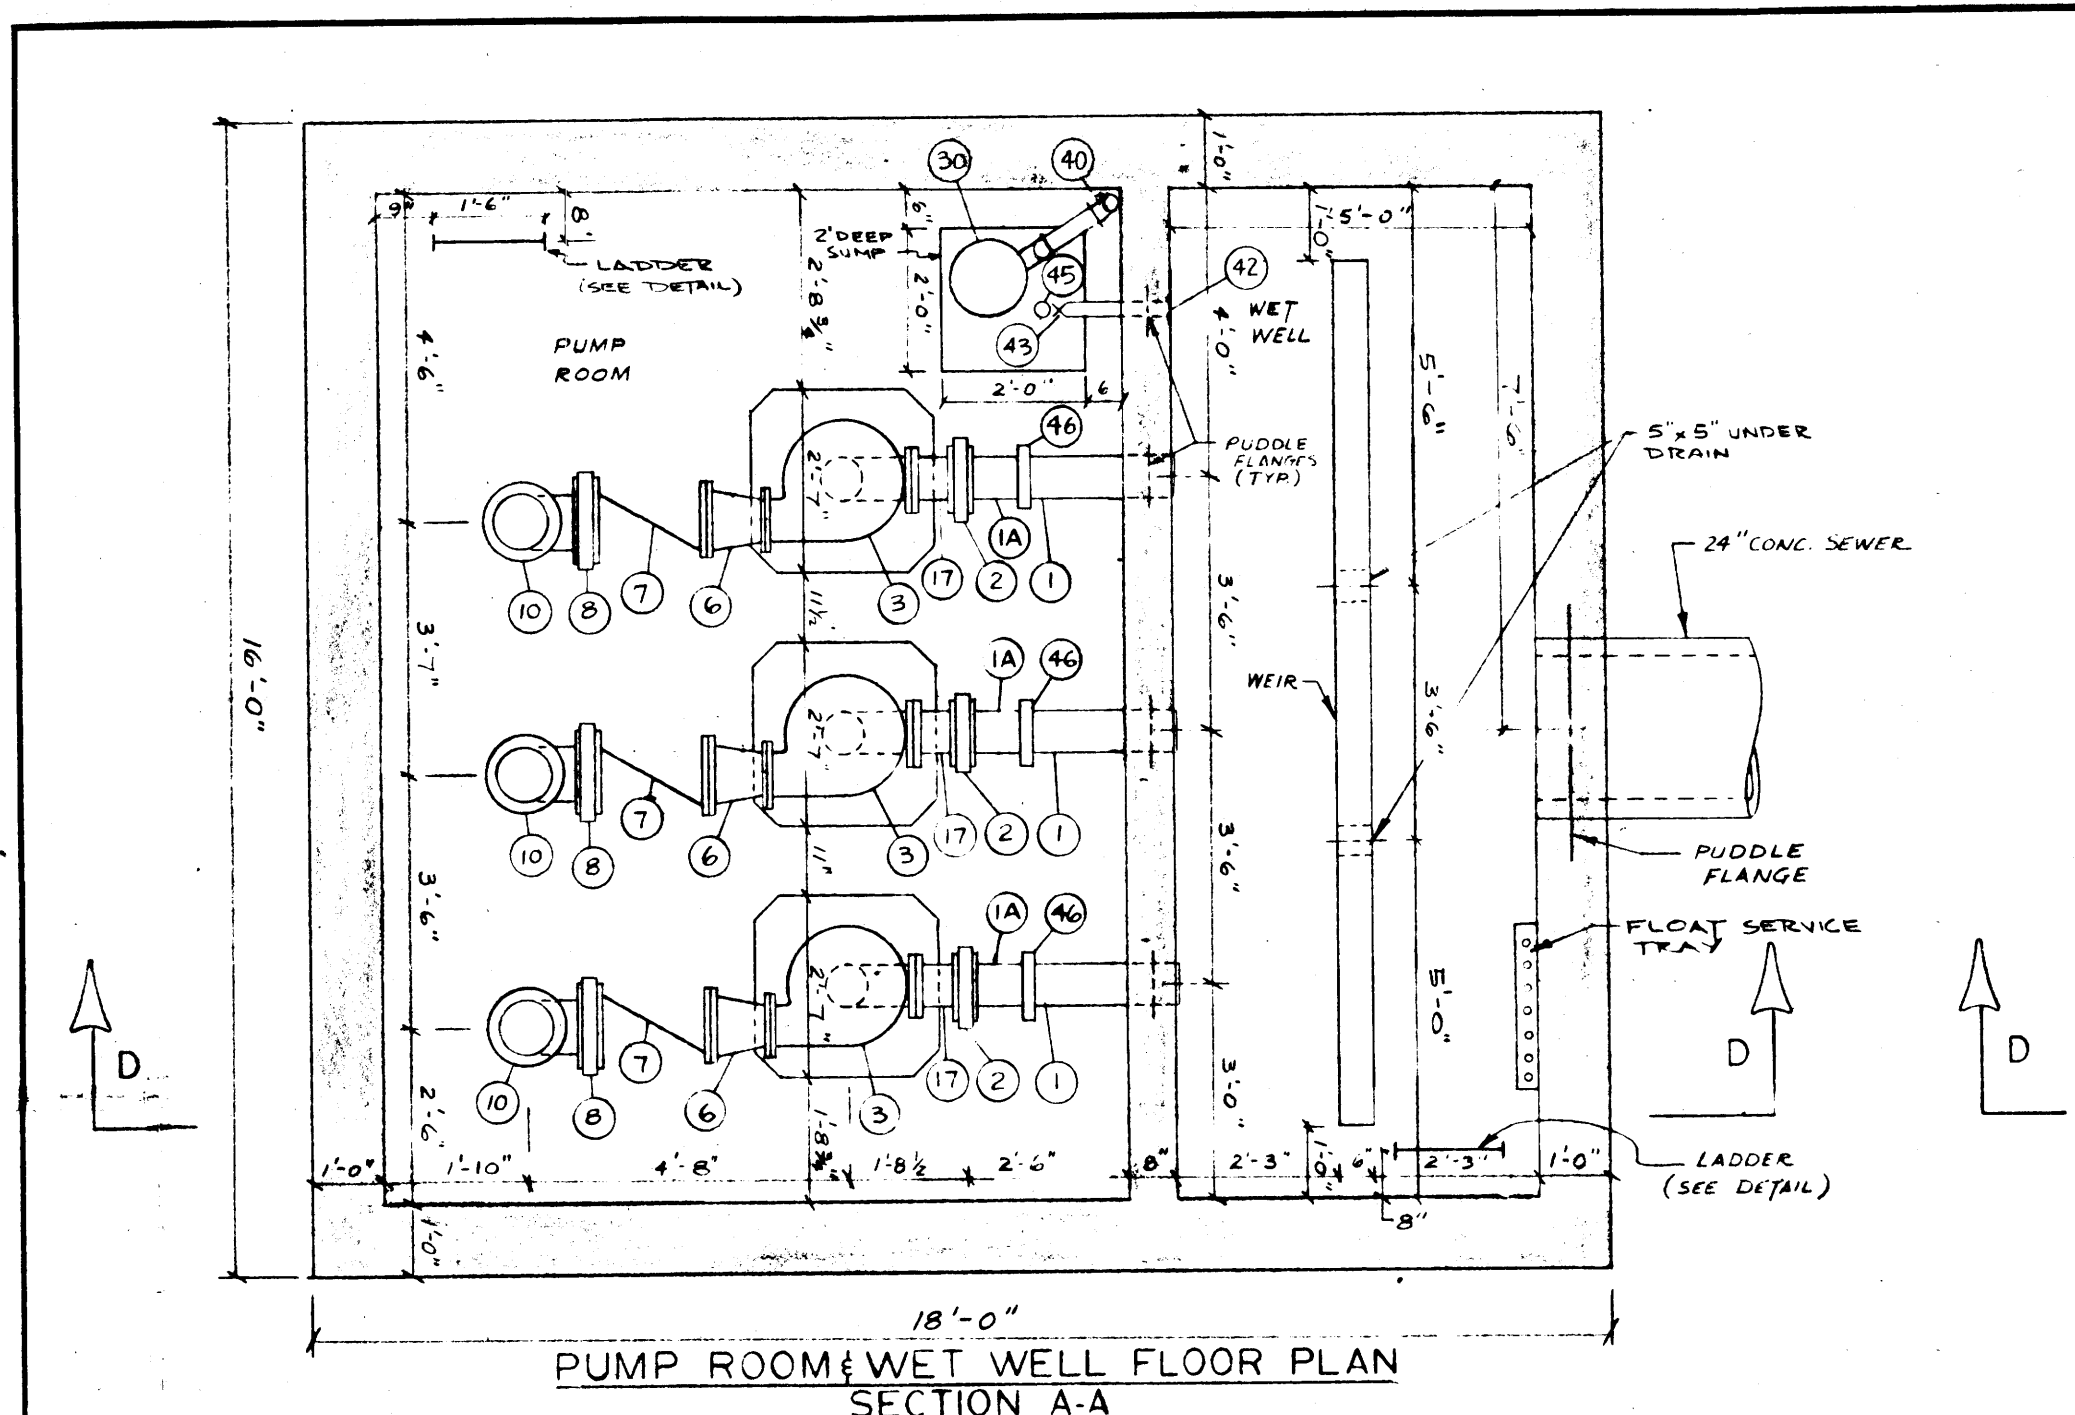 1'-0"
30
40
9"
1'-6"
8"
6"
1'-0"
5'-0"
2' DEEP
SUMP
LADDER
(SEE DETAIL)
2'-8 3/4"
2'-0"
45
42
WET
WELL
43
4'-0"
PUMP
ROOM
4'-6"
2'-0"
6
5'-6"
7'-6
46
PUDDLE
FLANGES
(TYP.)
5"x5" UNDER
DRAIN
2'-7"
1A
24" CONC. SEWER
10
8
7
6
3
17
2
1
11 1/2"
3'-6"
3'-7"
16'-0"
1A
46
WEIR
3'-6"
2'-7
10
8
7
6
3
17
2
1
11"
3'-6"
PUDDLE
FLANGE
3'-6"
1A
46
FLOAT SERVICE
TRAY
2'-7"
5'-0"
D
D
D
10
8
7
6
3
17
2
1
2'-6"
1'-8 3/4"
3'-0"
1'-0"
1'-10"
4'-8"
1'-8 1/2
2'-6"
8"
2'-3"
1'-0"
6"
2'-3"
1'-0"
LADDER
(SEE DETAIL)
8"
1'-0"
18'-0"
PUMP ROOM & WET WELL FLOOR PLAN
SECTION A-A